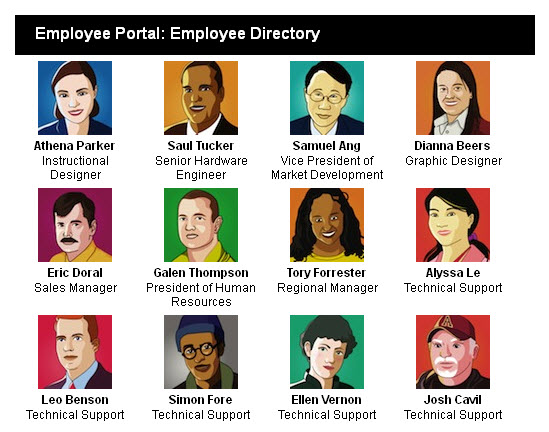 Employee Portal: Employee Directory
Athena Parker
Instructional
Designer
Saul Tucker
Senior Hardware
Engineer
Samuel Ang
Vice President of
Market Development
Dianna Beers
Graphic Designer
Eric Doral
Sales Manager
Galen Thompson
President of Human
Resources
Tory Forrester
Regional Manager
Alyssa Le
Technical Support
Leo Benson
Technical Support
Simon Fore
Technical Support
Ellen Vernon
Technical Support
A
Josh Cavil
Technical Support